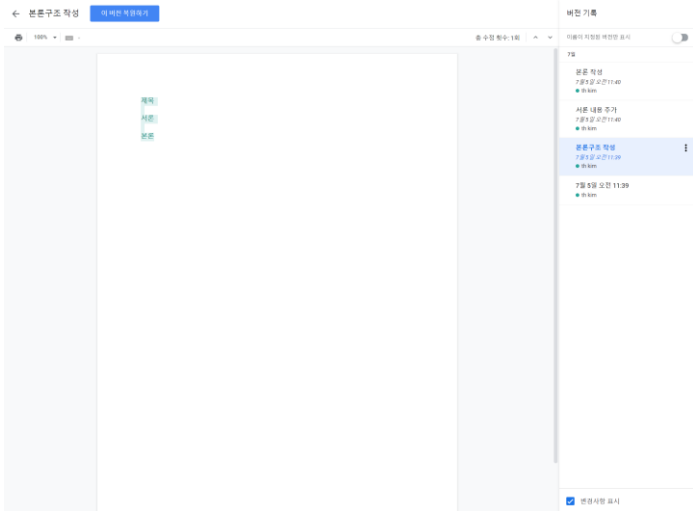 본론구조 작성
이 버전 복원하기
버전 기록
100%
총 수정 횟수: 1회
이름이 지정된 버전만 표시
7월
본론 작성
7월 5일 오전 11:40
th kim
서론 내용 추가
7월 5일 오전 11:40
th kim
본론구조 작성
7월 5일 오전 11:39
th kim
7월 5일 오전 11:39
th kim
제목
서론
본론
변경사항 표시